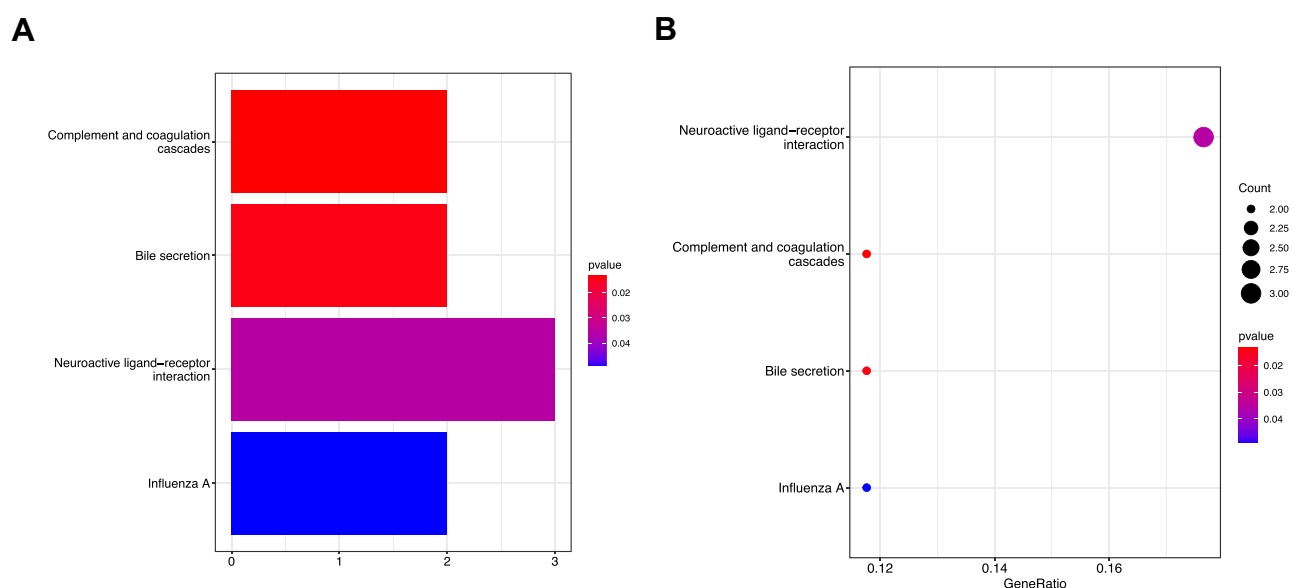 A
Complement and coagulation
cascades
Bile secretion
Neuroactive ligand−receptor
interaction
Influenza A
0
1
2
3
pvalue
0.02
0.03
0.04
B
Neuroactive ligand−receptor
interaction
Complement and coagulation
cascades
Bile secretion
Influenza A
0.12
0.14
0.16
GeneRatio
Count
2.00
2.25
2.50
2.75
3.00
pvalue
0.02
0.03
0.04